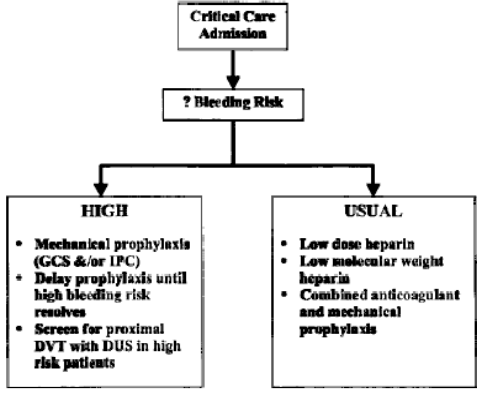 Critical Care
Admission
? Bleeding Risk
HIGH
• Mechanical prophylaxis
(GCS &/or IPC)
• Delay prophylaxis until
high bleeding risk
resolves
• Screen for proximal
DVT with DUS in high
risk patients
USUAL
• Low dose heparin
• Low molecular weight
heparin
• Combined anticoagulant
and mechanical
prophylaxis